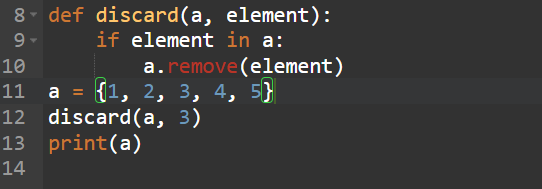 8 def discard(a, element):
9     if element in a:
10         a.remove(element)
11 a = {1, 2, 3, 4, 5}
12 discard(a, 3)
13 print(a)
14